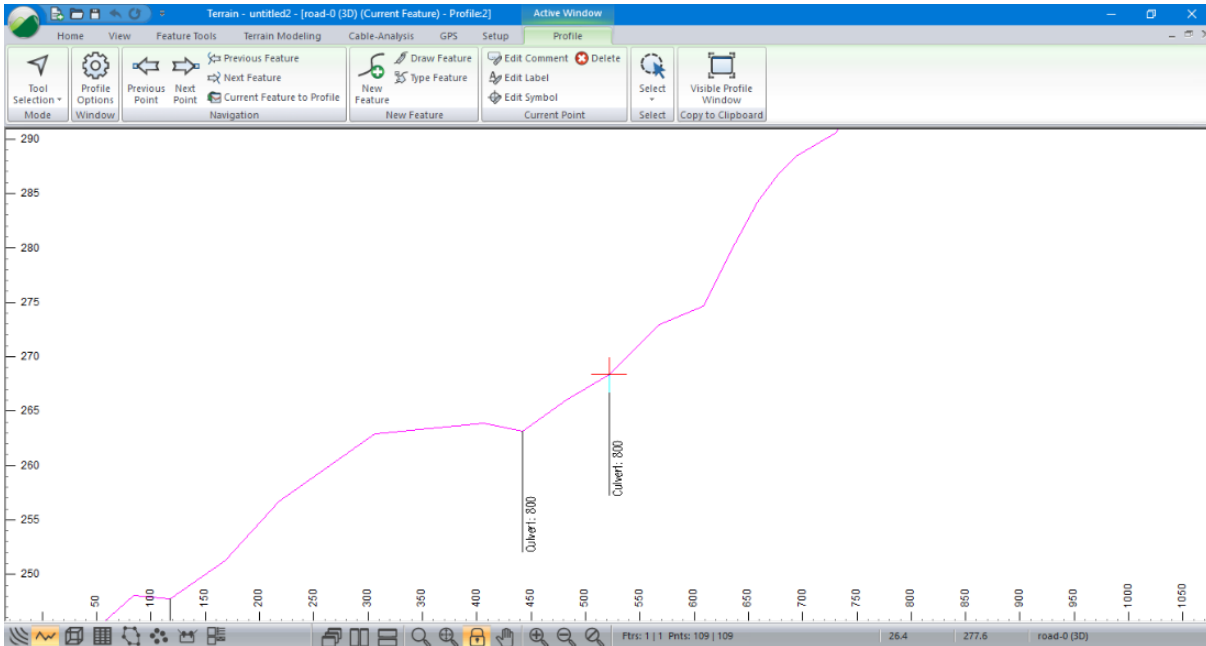 Terrain - untitled2 - [road-0 (3D) (Current Feature) - Profile:2]
Active Window
Home View Feature Tools Terrain Modeling Cable-Analysis GPS Setup Profile
Tool Selection
Mode
Profile Options
Window
Previous Point
Next Point
Previous Feature
Next Feature
Current Feature to Profile
Navigation
New Feature
Draw Feature
Type Feature
New Feature
Edit Comment
Delete
Edit Label
Edit Symbol
Current Point
Select
Select
Visible Profile Window
Copy to Clipboard
290
285
280
275
270
265
260
255
250
Culvert: 800
Culvert: 800
50 100 150 200 250 300 350 400 450 500 550 600 650 700 750 800 850 900 950 1000 1050
Ftrs: 1 | 1 Pnts: 109 | 109
26.4
277.6
road-0 (3D)